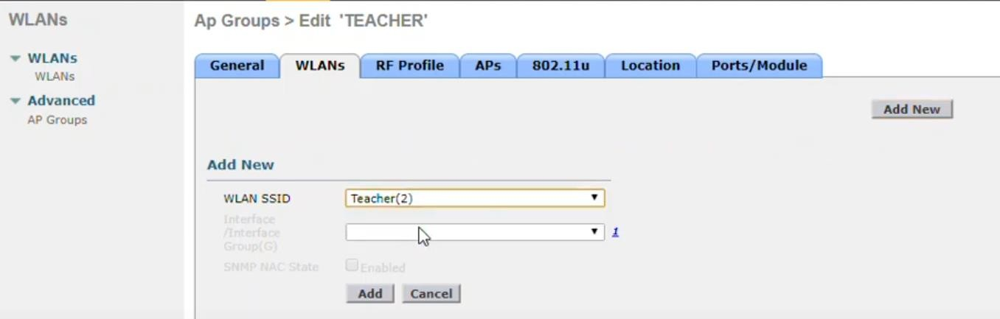 WLANs
WLANs
WLANs
Advanced
AP Groups
Ap Groups > Edit 'TEACHER'
General WLANs RF Profile APs 802.11u Location Ports/Module
Add New
Add New
WLAN SSID Teacher(2)
Interface
/Interface
Group(G) 1
SNMP NAC State Enabled
Add Cancel